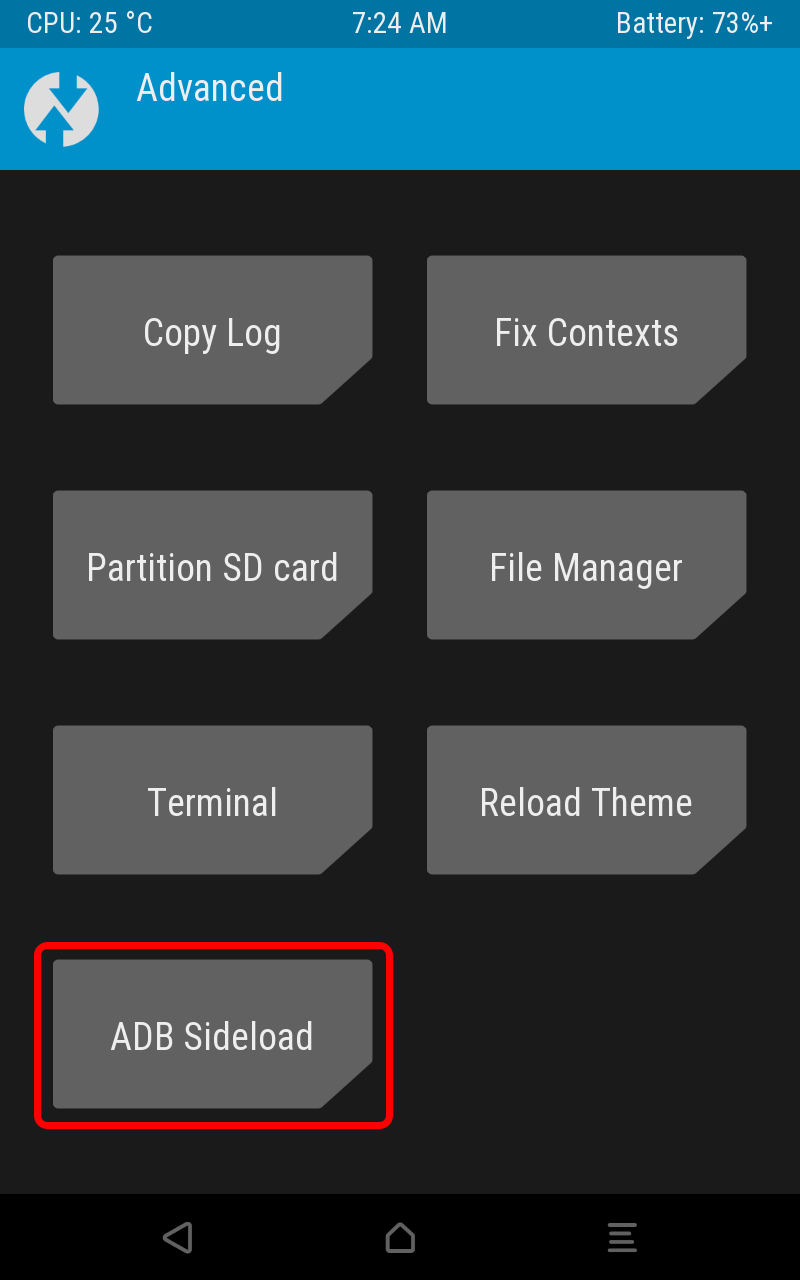 CPU: 25 °C 7:24 AM Battery: 73%+
Advanced
Copy Log Fix Contexts
Partition SD card File Manager
Terminal Reload Theme
ADB Sideload